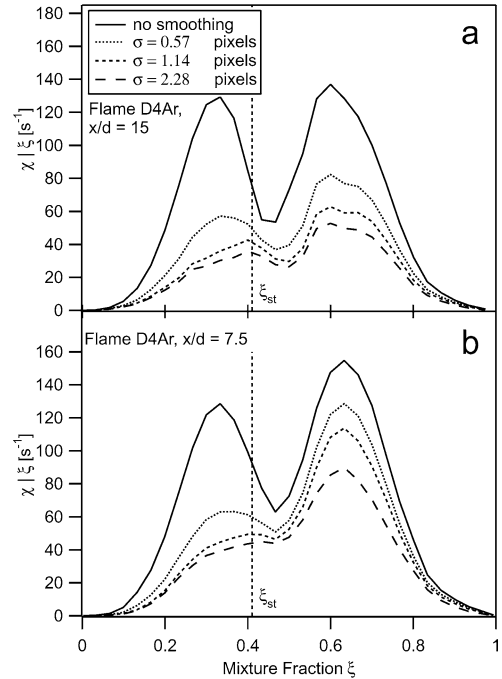 no smoothing
σ = 0.57 pixels
σ = 1.14 pixels
σ = 2.28 pixels
a
Flame D4Ar,
x/d = 15
180
160
140
120
100
80
60
40
20
0
χ | ξ [s⁻¹]
ξst
b
Flame D4Ar, x/d = 7.5
160
140
120
100
80
60
40
20
0
χ | ξ [s⁻¹]
ξst
0 0.2 0.4 0.6 0.8 1
Mixture Fraction ξ